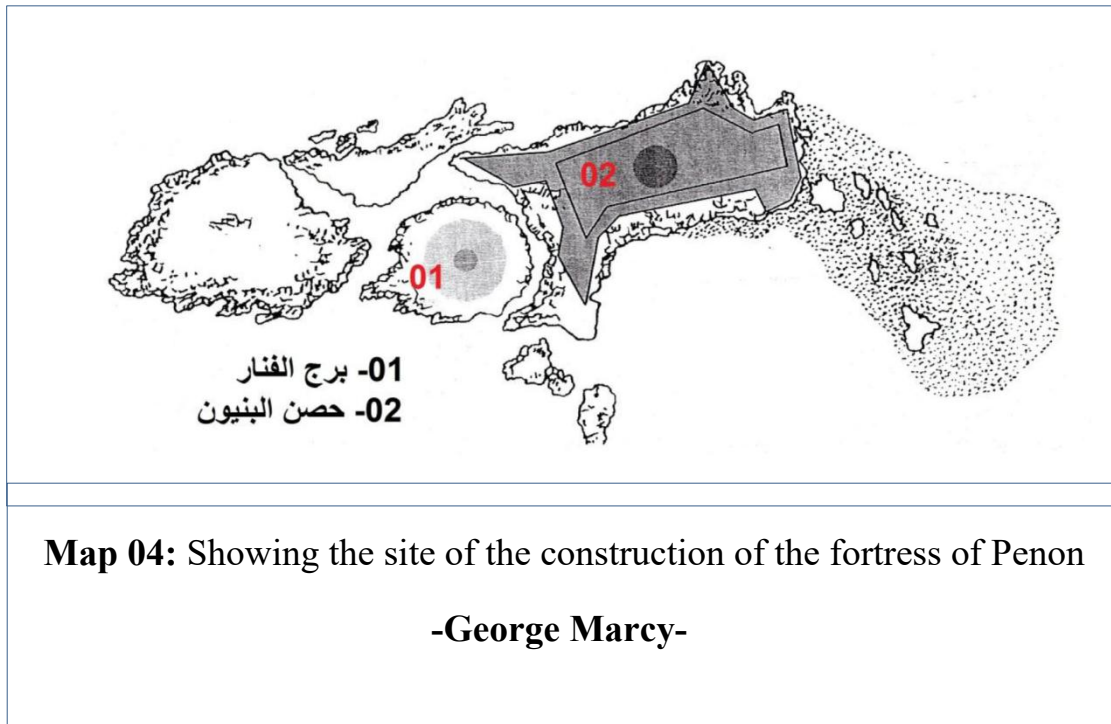 02
01
01- برج الفنار
02- حصن البنيون
Map 04: Showing the site of the construction of the fortress of Penon
-George Marcy-